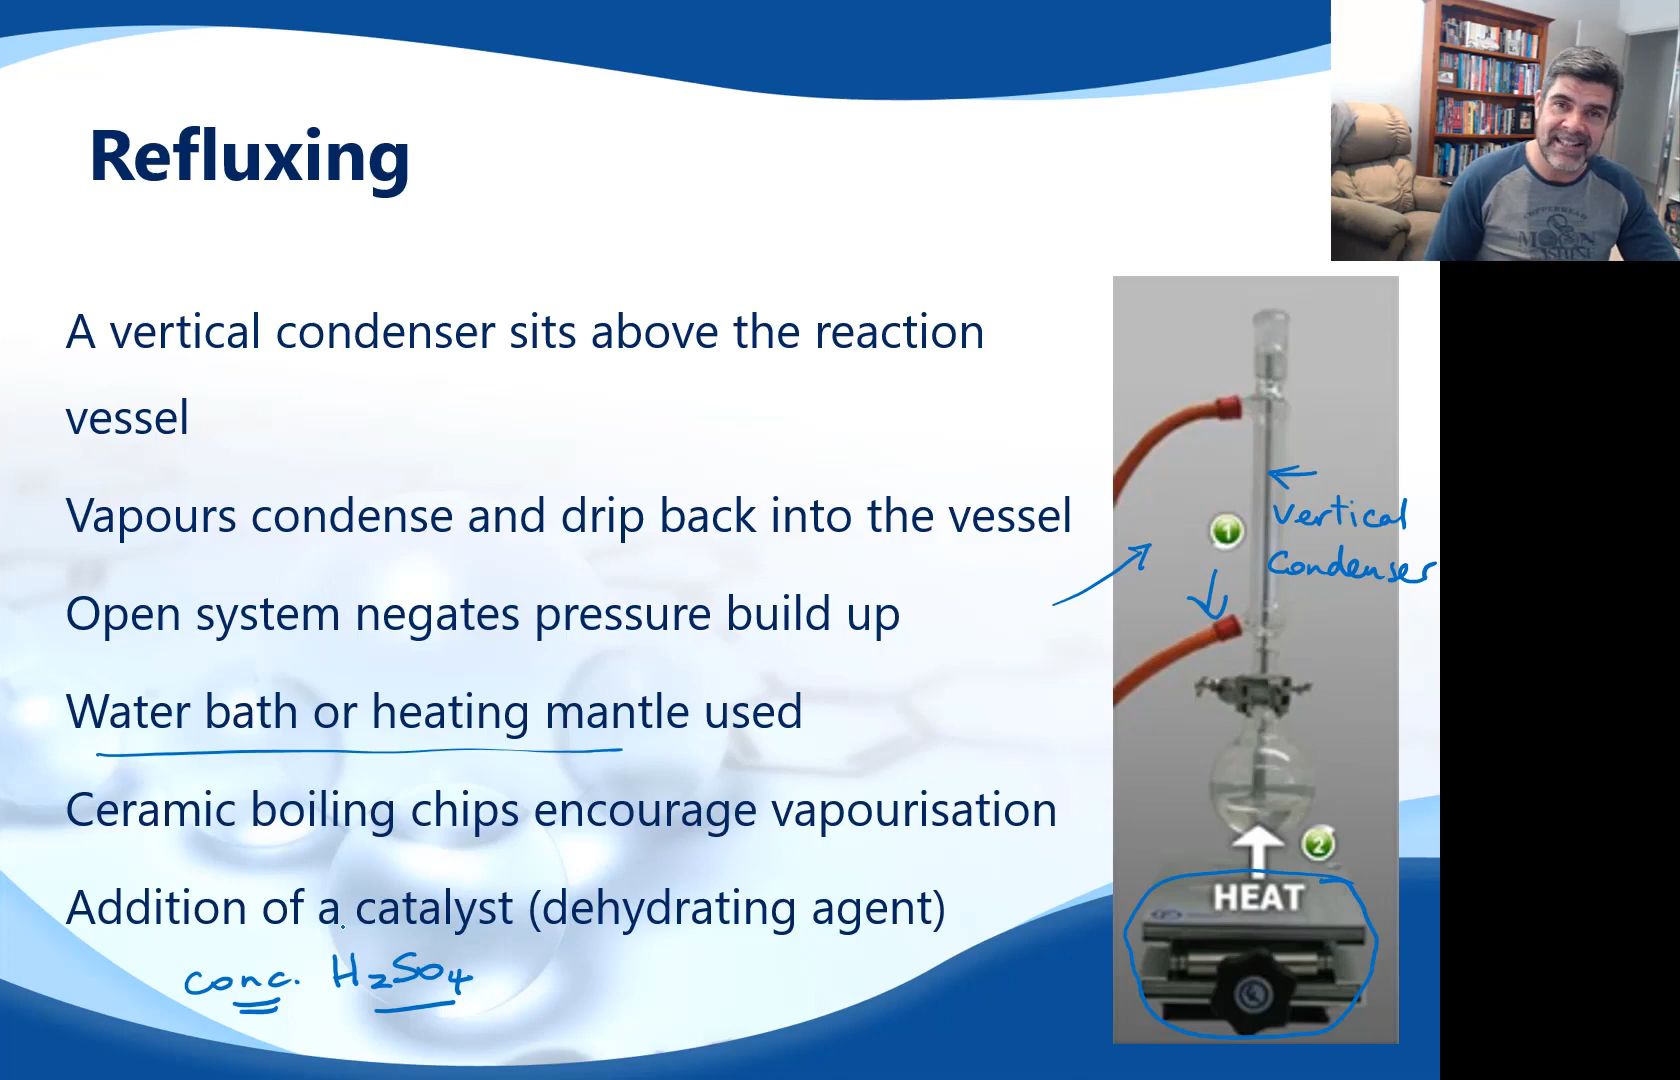 Refluxing
A vertical condenser sits above the reaction
vessel
Vapours condense and drip back into the vessel
Open system negates pressure build up
Water bath or heating mantle used
Ceramic boiling chips encourage vapourisation
Addition of a catalyst (dehydrating agent)
conc. H₂SO₄
1
vertical
condenser
2
HEAT
COPPERHEAD
MOON